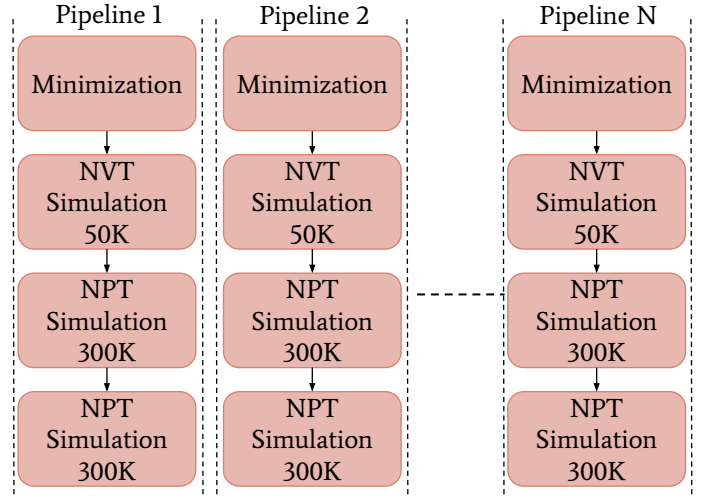 Pipeline 1
Minimization
NVT
Simulation
50K
NPT
Simulation
300K
NPT
Simulation
300K
Pipeline 2
Minimization
NVT
Simulation
50K
NPT
Simulation
300K
NPT
Simulation
300K
Pipeline N
Minimization
NVT
Simulation
50K
NPT
Simulation
300K
NPT
Simulation
300K